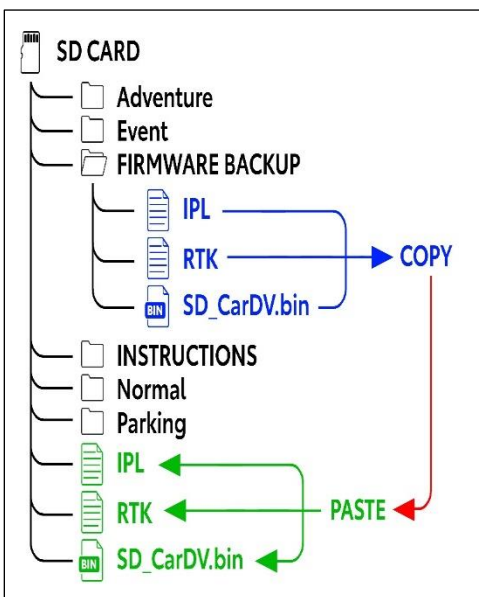 SD CARD
Adventure
Event
FIRMWARE BACKUP
IPL
RTK
COPY
BIN SD_CarDV.bin
INSTRUCTIONS
Normal
Parking
IPL
RTK
PASTE
BIN SD_CarDV.bin